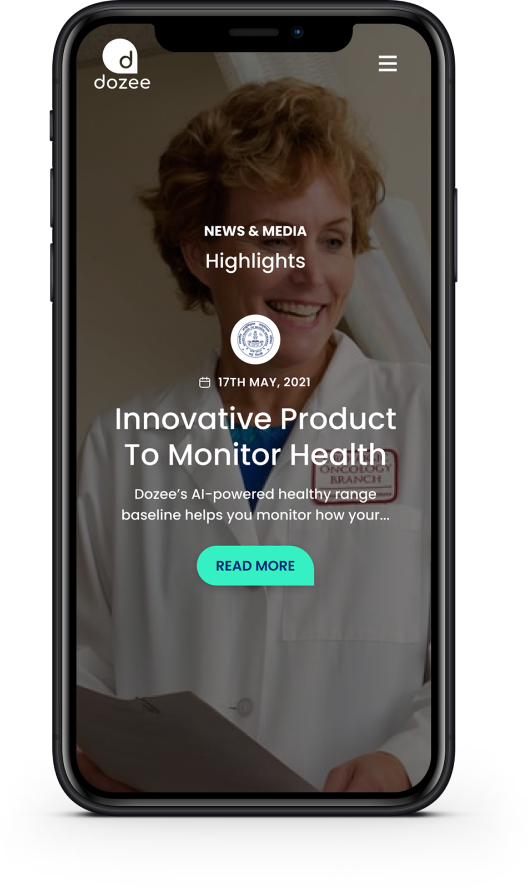 d
dozee
NEWS & MEDIA
Highlights
17TH MAY, 2021
Innovative Product
To Monitor Health
ONCOLOGY
BRANCH
Dozee's AI-powered healthy range
baseline helps you monitor how your...
READ MORE